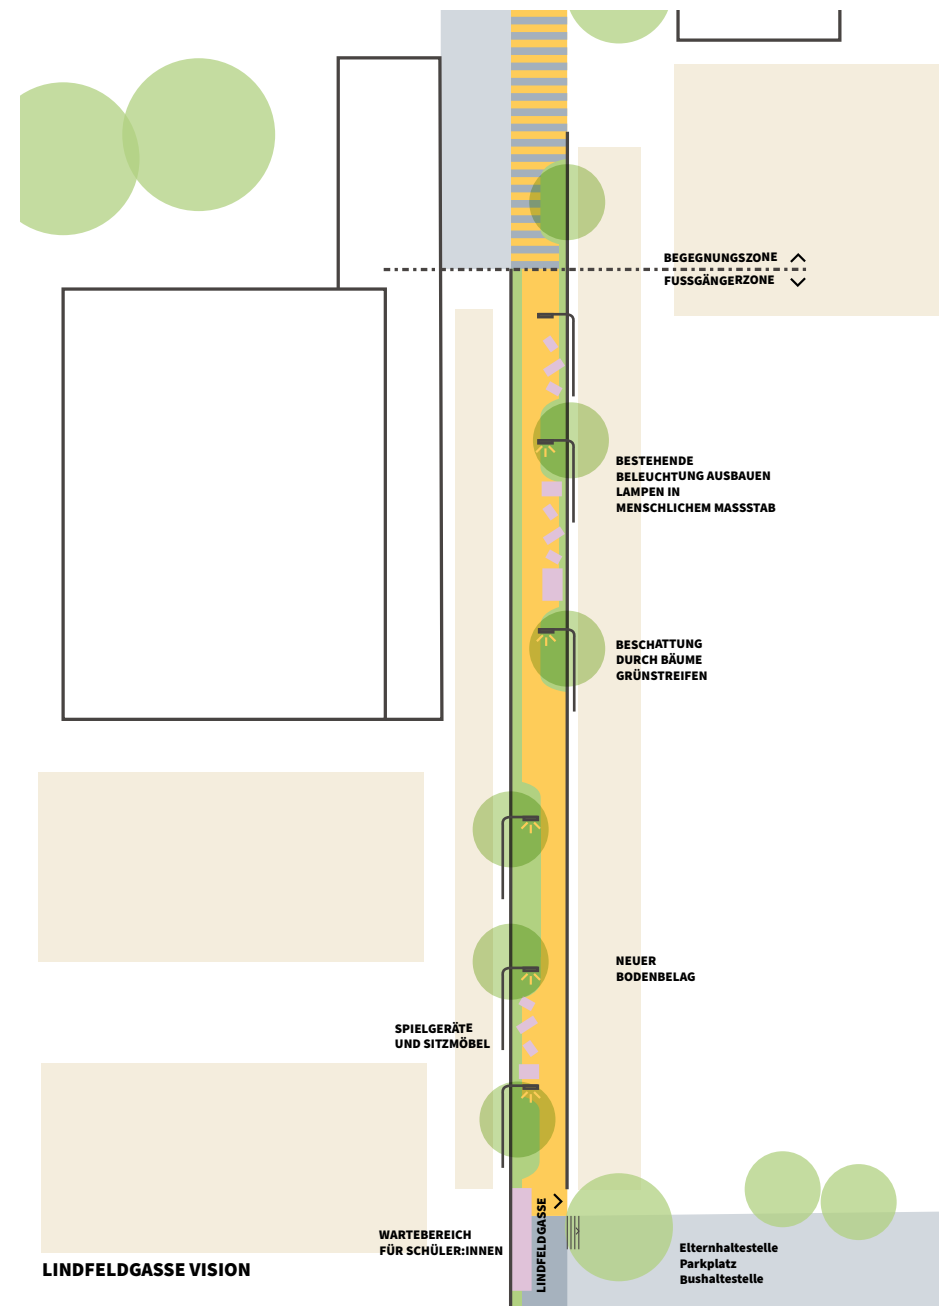 BEGEGNUNGSZONE
FUSSGÄNGERZONE
BESTEHENDE
BELEUCHTUNG AUSBAUEN
LAMPEN IN
MENSCHLICHEM MASSSTAB
BESCHATTUNG
DURCH BÄUME
GRÜNSTREIFEN
NEUER
BODENBELAG
SPIELGERÄTE
UND SITZMÖBEL
WARTEBEREICH
FÜR SCHÜLER:INNEN
LINDFELDGASSE
Elternhaltestelle
Parkplatz
Bushaltestelle
LINDFELDGASSE VISION